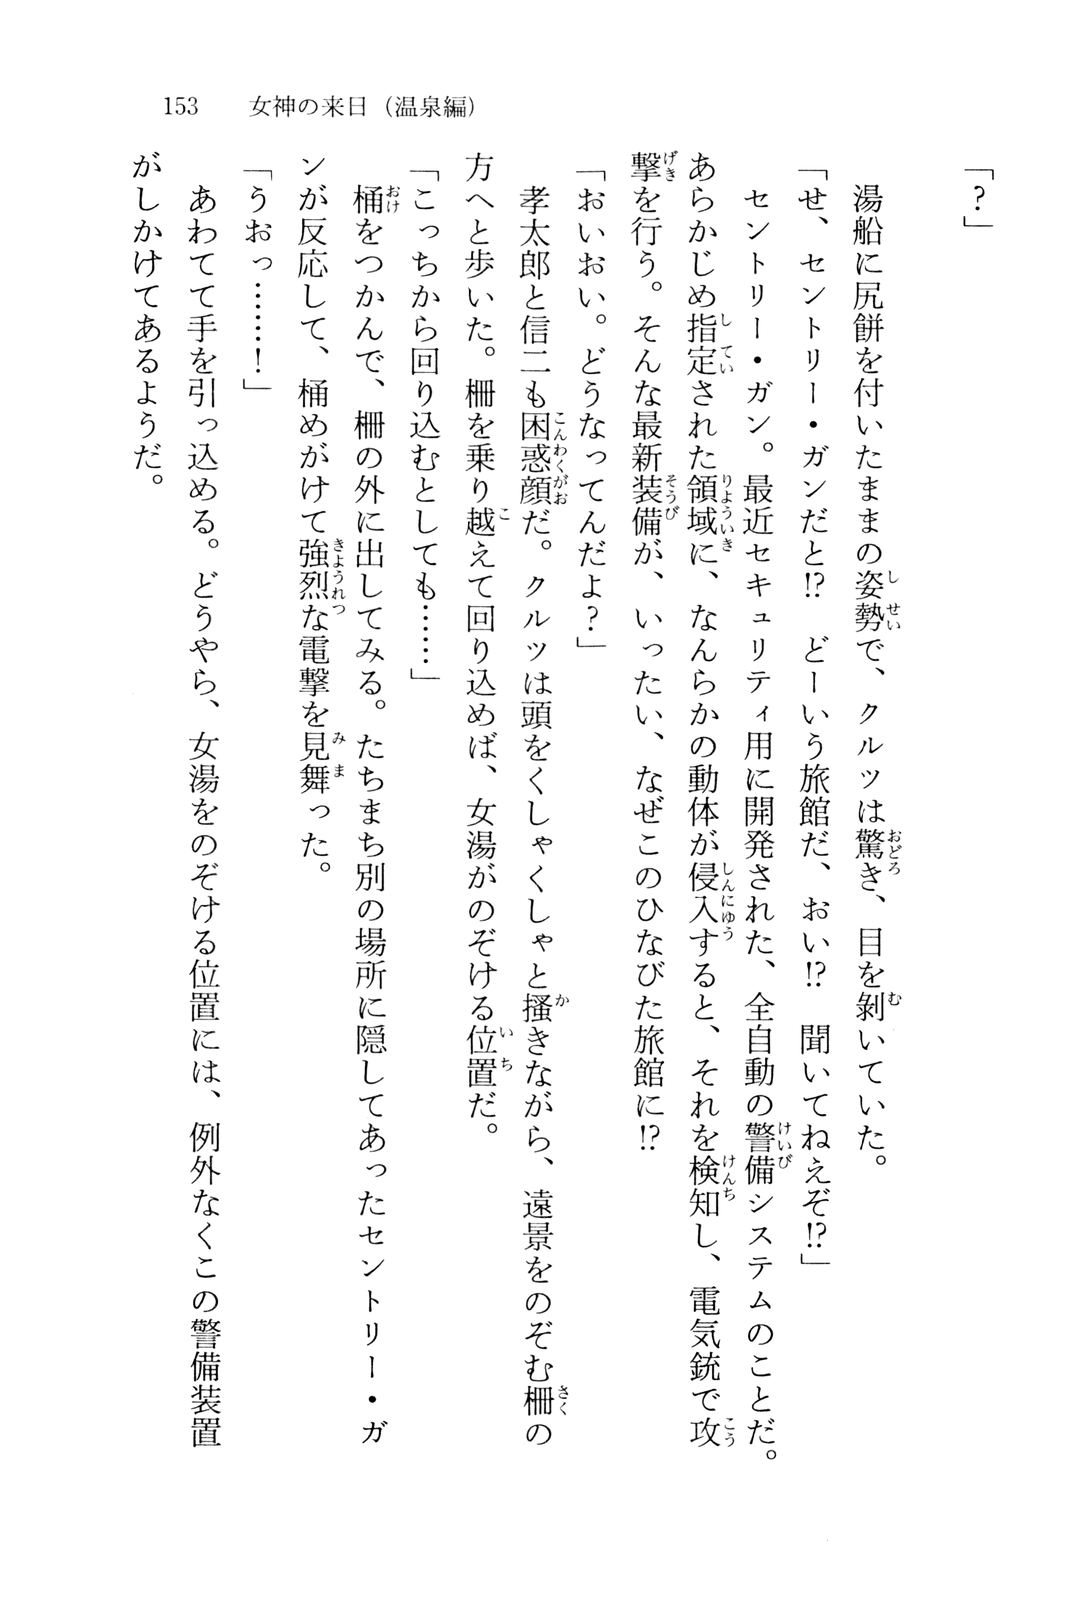 153 女神の来日（温泉編）
「？」
湯船に尻餅を付いたままの姿勢で、クルツは驚き、目を剝いていた。
「せ、セントリー・ガンだと!?　どーいう旅館だ、おい!?　聞いてねえぞ!?」
セントリー・ガン。最近セキュリティ用に開発された、全自動の警備システムのことだ。
あらかじめ指定された領域に、なんらかの動体が侵入すると、それを検知し、電気銃で攻
撃を行う。そんな最新装備が、いったい、なぜこのひなびた旅館に!?
「おいおい。どうなってんだよ？」
孝太郎と信二も困惑顔だ。クルツは頭をくしゃくしゃと搔きながら、遠景をのぞむ柵の
方へと歩いた。柵を乗り越えて回り込めば、女湯がのぞける位置だ。
「こっちから回り込むとしても……」
桶をつかんで、柵の外に出してみる。たちまち別の場所に隠してあったセントリー・ガ
ンが反応して、桶めがけて強烈な電撃を見舞った。
「うおっ……！」
あわてて手を引っ込める。どうやら、女湯をのぞける位置には、例外なくこの警備装置
がしかけてあるようだ。